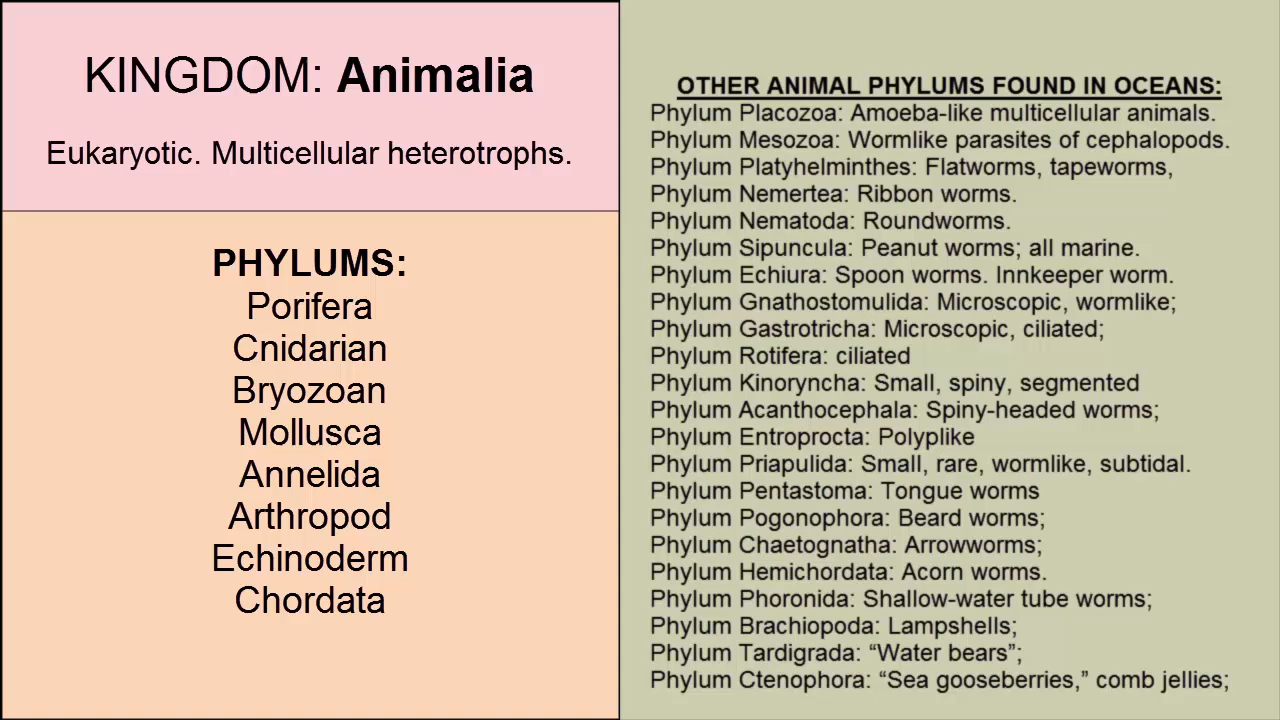 KINGDOM: Animalia
Eukaryotic. Multicellular heterotrophs.
PHYLUMS:
Porifera
Cnidarian
Bryozoan
Mollusca
Annelida
Arthropod
Echinoderm
Chordata
OTHER ANIMAL PHYLUMS FOUND IN OCEANS:
Phylum Placozoa: Amoeba-like multicellular animals.
Phylum Mesozoa: Wormlike parasites of cephalopods.
Phylum Platyhelminthes: Flatworms, tapeworms,
Phylum Nemertea: Ribbon worms.
Phylum Nematoda: Roundworms.
Phylum Sipuncula: Peanut worms; all marine.
Phylum Echiura: Spoon worms. Innkeeper worm.
Phylum Gnathostomulida: Microscopic, wormlike;
Phylum Gastrotricha: Microscopic, ciliated;
Phylum Rotifera: ciliated
Phylum Kinoryncha: Small, spiny, segmented
Phylum Acanthocephala: Spiny-headed worms;
Phylum Entroprocta: Polyplike
Phylum Priapulida: Small, rare, wormlike, subtidal.
Phylum Pentastoma: Tongue worms
Phylum Pogonophora: Beard worms;
Phylum Chaetognatha: Arrowworms;
Phylum Hemichordata: Acorn worms.
Phylum Phoronida: Shallow-water tube worms;
Phylum Brachiopoda: Lampshells;
Phylum Tardigrada: “Water bears”;
Phylum Ctenophora: “Sea gooseberries,” comb jellies;